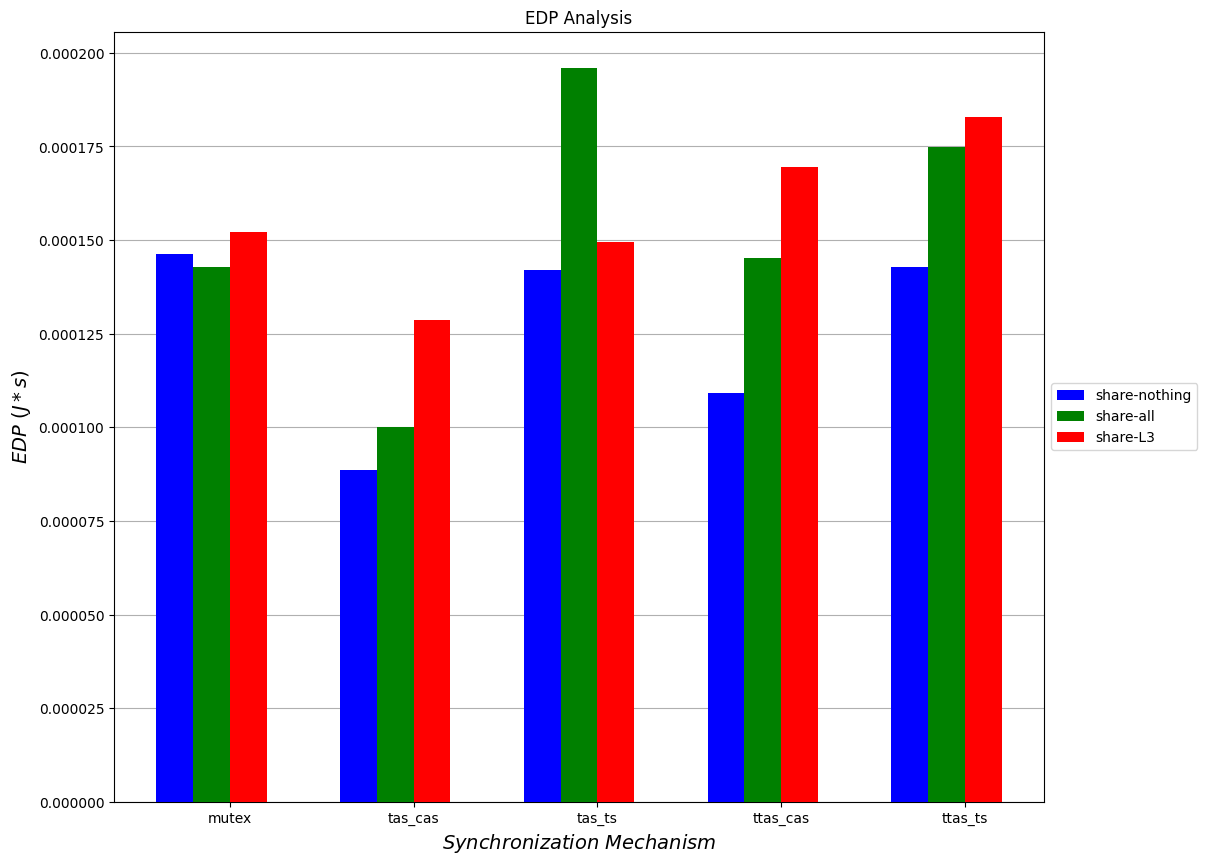 EDP Analysis
0.000200
0.000175
0.000150
0.000125
0.000100
0.000075
0.000050
0.000025
0.000000
EDP (J * s)
mutex
tas_cas
tas_ts
ttas_cas
ttas_ts
Synchronization Mechanism
share-nothing
share-all
share-L3